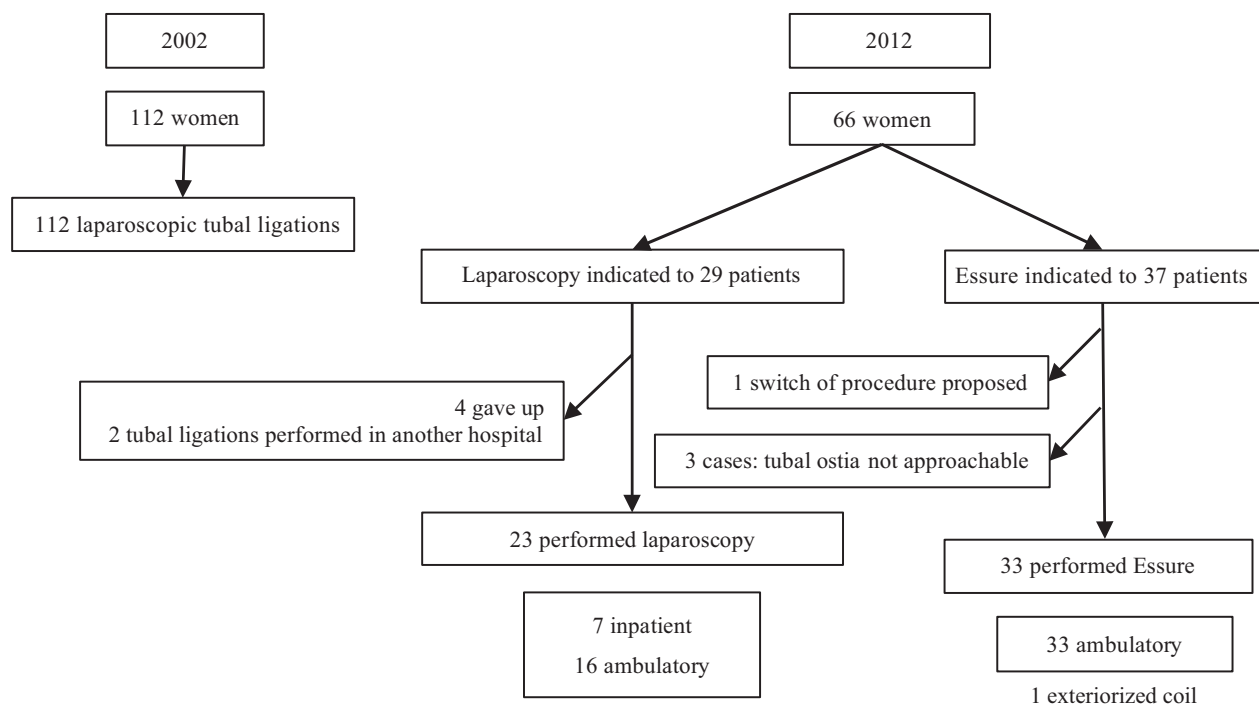 2002
112 women
112 laparoscopic tubal ligations
2012
66 women
Laparoscopy indicated to 29 patients
4 gave up
2 tubal ligations performed in another hospital
23 performed laparoscopy
7 inpatient
16 ambulatory
Essure indicated to 37 patients
1 switch of procedure proposed
3 cases: tubal ostia not approachable
33 performed Essure
33 ambulatory
1 exteriorized coil